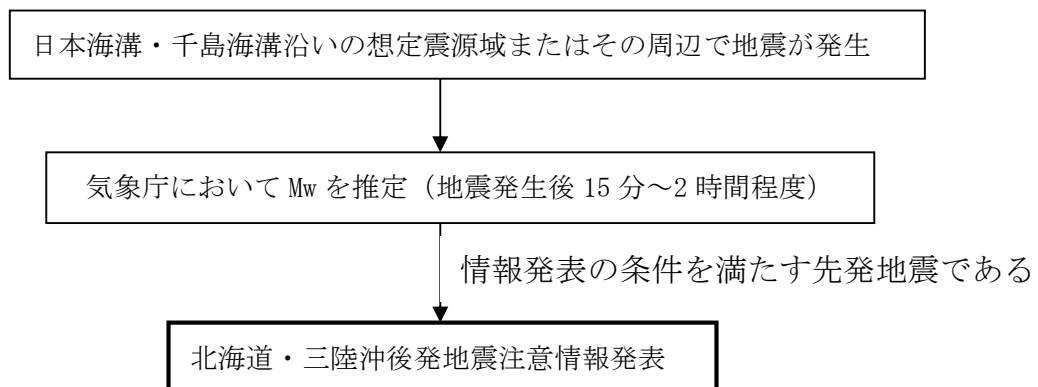 日本海溝・千島海溝沿いの想定震源域またはその周辺で地震が発生
気象庁において Mw を推定（地震発生後 15 分～2 時間程度）
情報発表の条件を満たす先発地震である
北海道・三陸沖後発地震注意情報発表